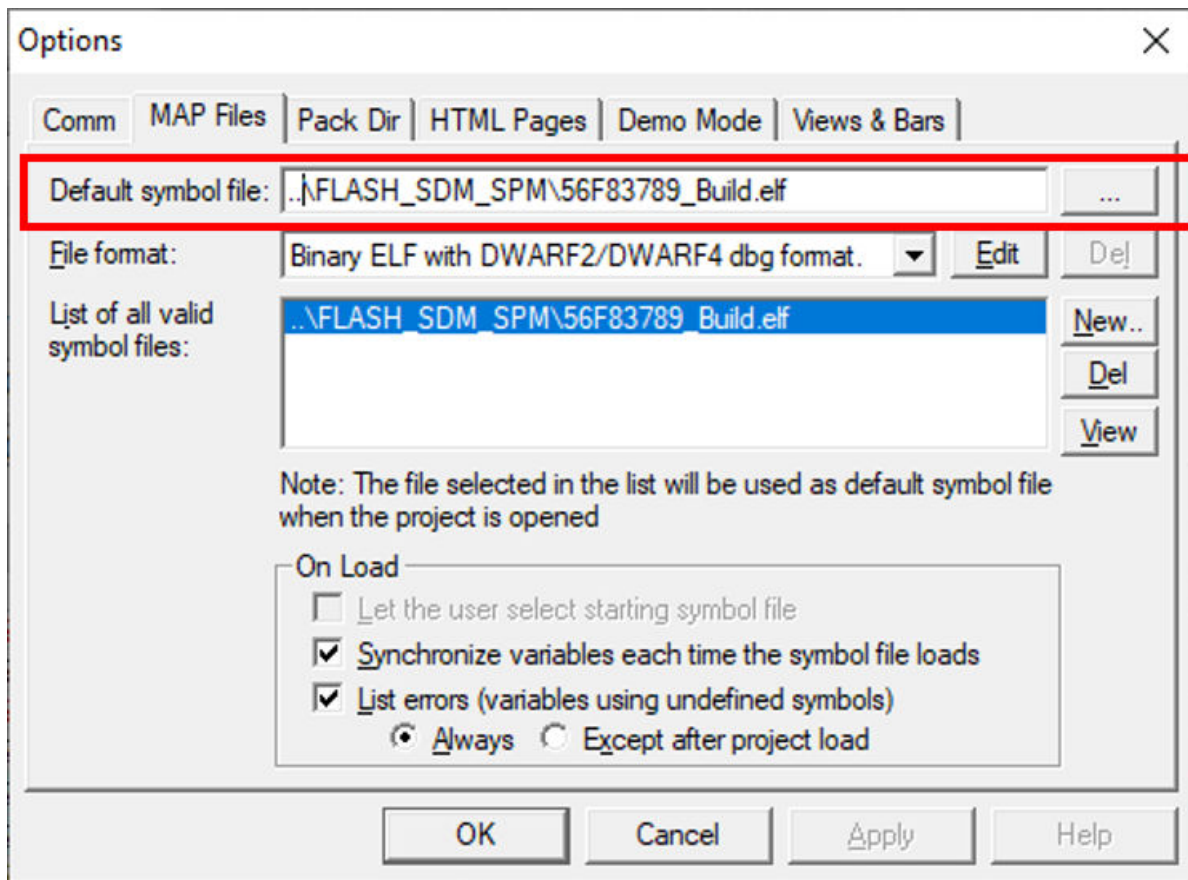 Options
Comm MAP Files Pack Dir HTML Pages Demo Mode Views & Bars
Default symbol file: ..\FLASH_SDM_SPM\56F83789_Build.elf ...
File format: Binary ELF with DWARF2/DWARF4 dbg format. Edit Del
List of all valid
symbol files:
..\FLASH_SDM_SPM\56F83789_Build.elf
New..
Del
View
Note: The file selected in the list will be used as default symbol file
when the project is opened
On Load
Let the user select starting symbol file
Synchronize variables each time the symbol file loads
List errors (variables using undefined symbols)
Always Except after project load
OK Cancel Apply Help